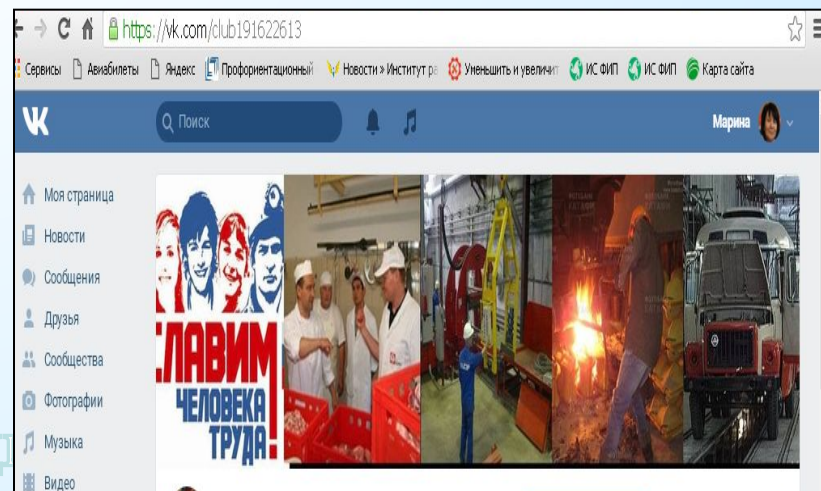 https://vk.com/club191622613
Сервисы Авиабилеты Яндекс Профориентационный Новости » Институт ра Уменьшить и увеличит ИС ФИП ИС ФИП Карта сайта
Поиск Марина
Моя страница
Новости
Сообщения
Друзья
Сообщества
Фотографии
Музыка
Видео
СЛАВИМ
ЧЕЛОВЕКА
ТРУДА!